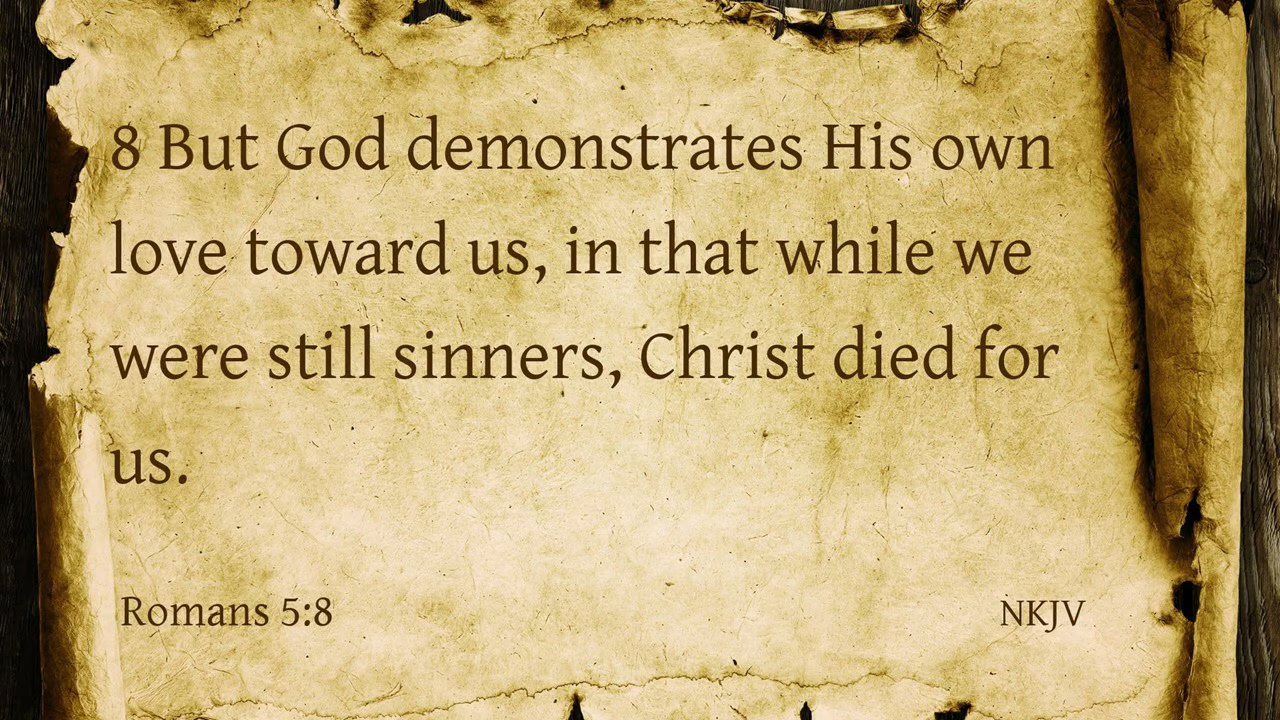 8 But God demonstrates His own
love toward us, in that while we
were still sinners, Christ died for
us.
Romans 5:8
NKJV